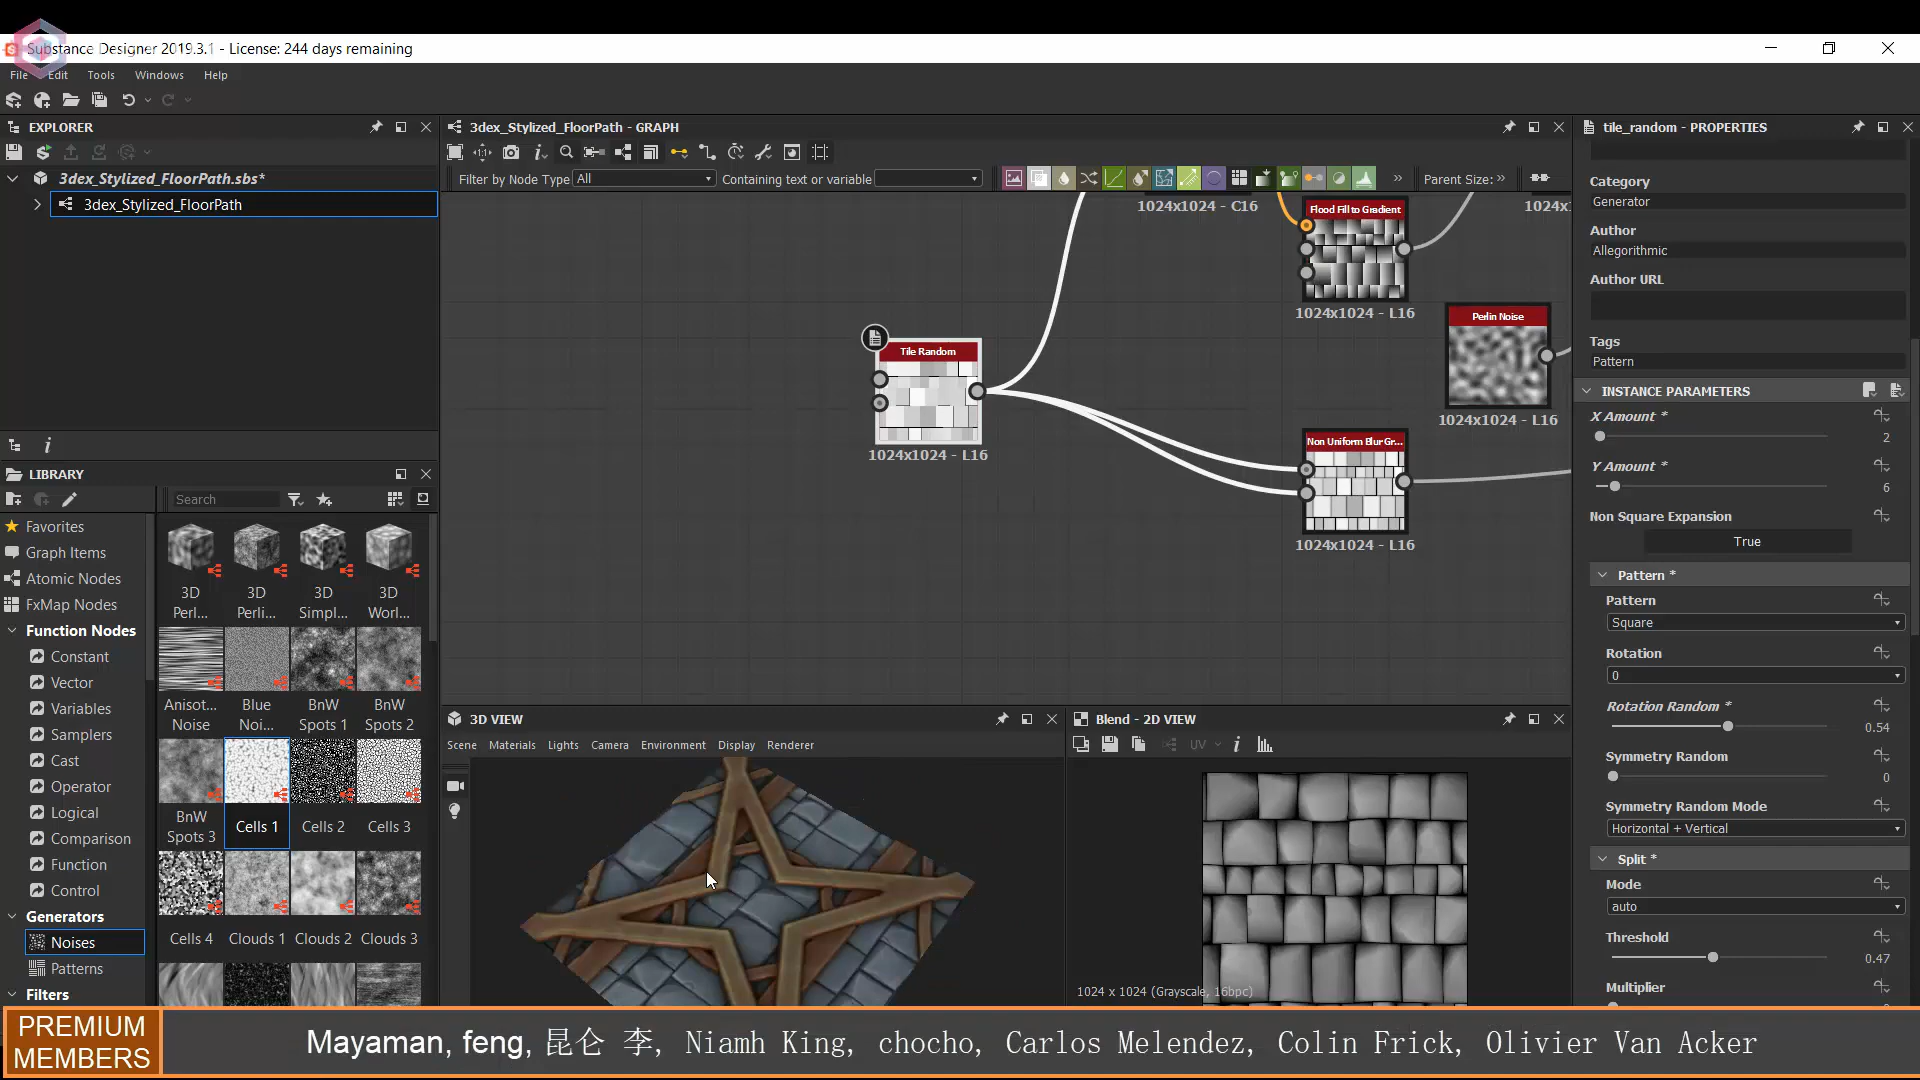 Substance Designer 2019.3.1 - License: 244 days remaining
File Edit Tools Windows Help
EXPLORER
3dex_Stylized_FloorPath.sbs*
3dex_Stylized_FloorPath
LIBRARY
Search
Favorites
Graph Items
Atomic Nodes
FxMap Nodes
Function Nodes
Constant
Vector
Variables
Samplers
Cast
Operator
Logical
Comparison
Function
Control
Generators
Noises
Patterns
Filters
3D Perl...
3D Perli...
3D Simpl...
3D Worl...
Anisot... Noise
Blue Noi...
BnW Spots 1
BnW Spots 2
BnW Spots 3
Cells 1
Cells 2
Cells 3
Cells 4
Clouds 1
Clouds 2
Clouds 3
3dex_Stylized_FloorPath - GRAPH
Filter by Node Type All Containing text or variable Parent Size:
1024x1024 - C16
Flood Fill to Gradient
1024x1024 - L16
Perlin Noise
1024x1024 - L16
Tile Random
1024x1024 - L16
Non Uniform Blur Gr...
1024x1024 - L16
3D VIEW
Scene Materials Lights Camera Environment Display Renderer
Blend - 2D VIEW
UV
1024 x 1024 (Grayscale, 16bpc)
tile_random - PROPERTIES
Category
Generator
Author
Allegorithmic
Author URL
Tags
Pattern
INSTANCE PARAMETERS
X Amount *
2
Y Amount *
6
Non Square Expansion
True
Pattern *
Pattern
Square
Rotation
0
Rotation Random *
0.54
Symmetry Random
0
Symmetry Random Mode
Horizontal + Vertical
Split *
Mode
auto
Threshold
0.47
Multiplier
PREMIUM MEMBERS
Mayaman, feng, 昆仑 李, Niamh King, chocho, Carlos Melendez, Colin Frick, Olivier Van Acker